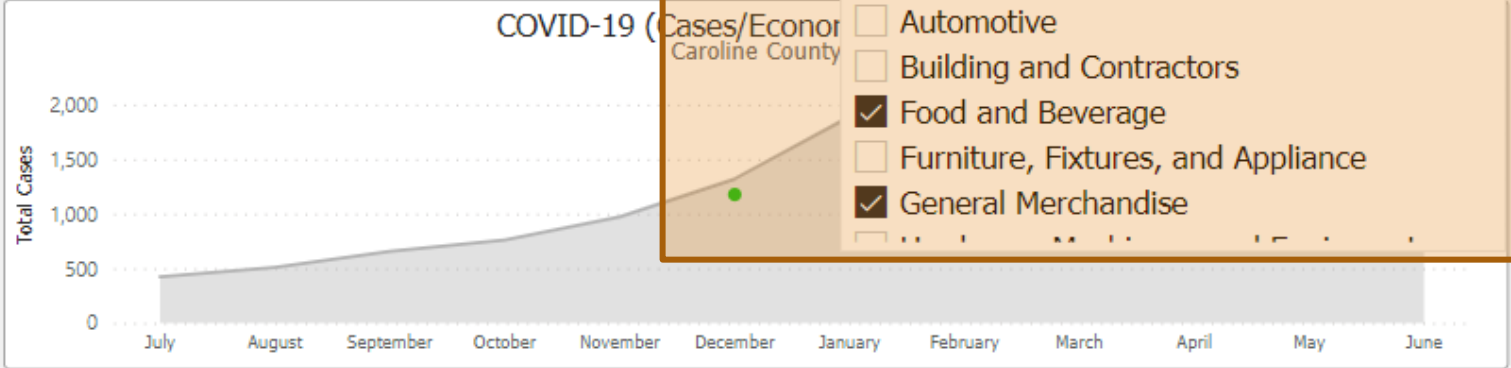 COVID-19 (Cases/Econor
Caroline County
Automotive
Building and Contractors
Food and Beverage
Furniture, Fixtures, and Appliance
General Merchandise
Total Cases
2,000
1,500
1,000
500
0
July August September October November December January February March April May June